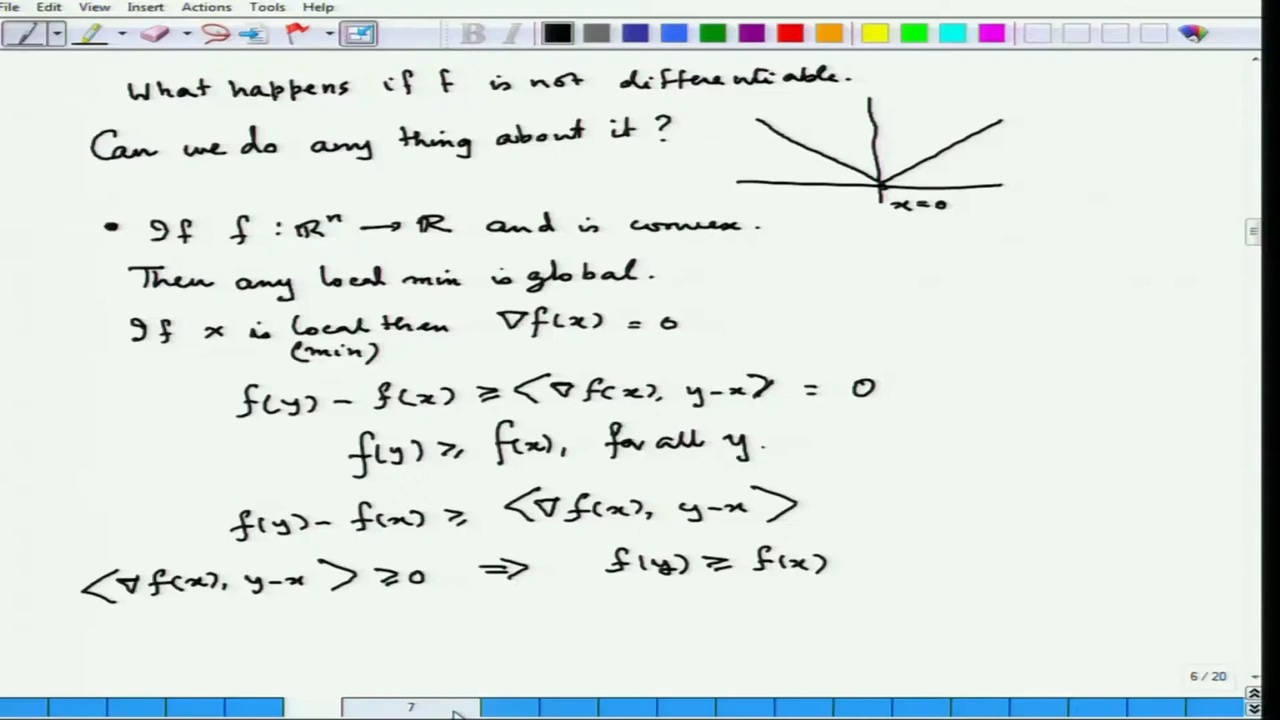 File Edit View Insert Actions Tools Help
What happens if f is not differentiable.
Can we do any thing about it ?
x=0
• If f : ℝⁿ → ℝ and is convex.
Then any local min is global.
If x is local then ∇f(x) = 0
(min)
f(y) - f(x) ≥ ⟨∇f(x), y-x⟩ = 0
f(y) ≥ f(x), for all y.
f(y) - f(x) ≥ ⟨∇f(x), y-x⟩
⟨∇f(x), y-x⟩ ≥ 0 ⇒ f(y) ≥ f(x)
6 / 20
7